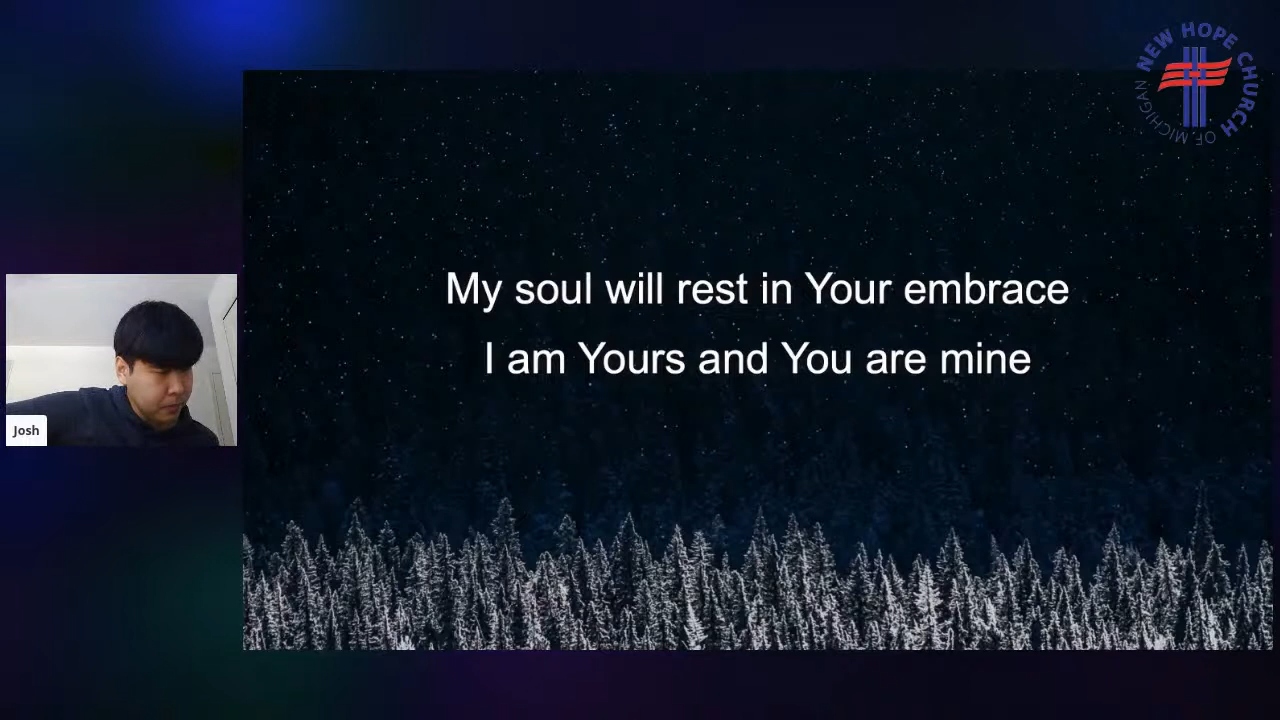 NEW HOPE CHURCH
OF MICHIGAN
My soul will rest in Your embrace
I am Yours and You are mine
Josh